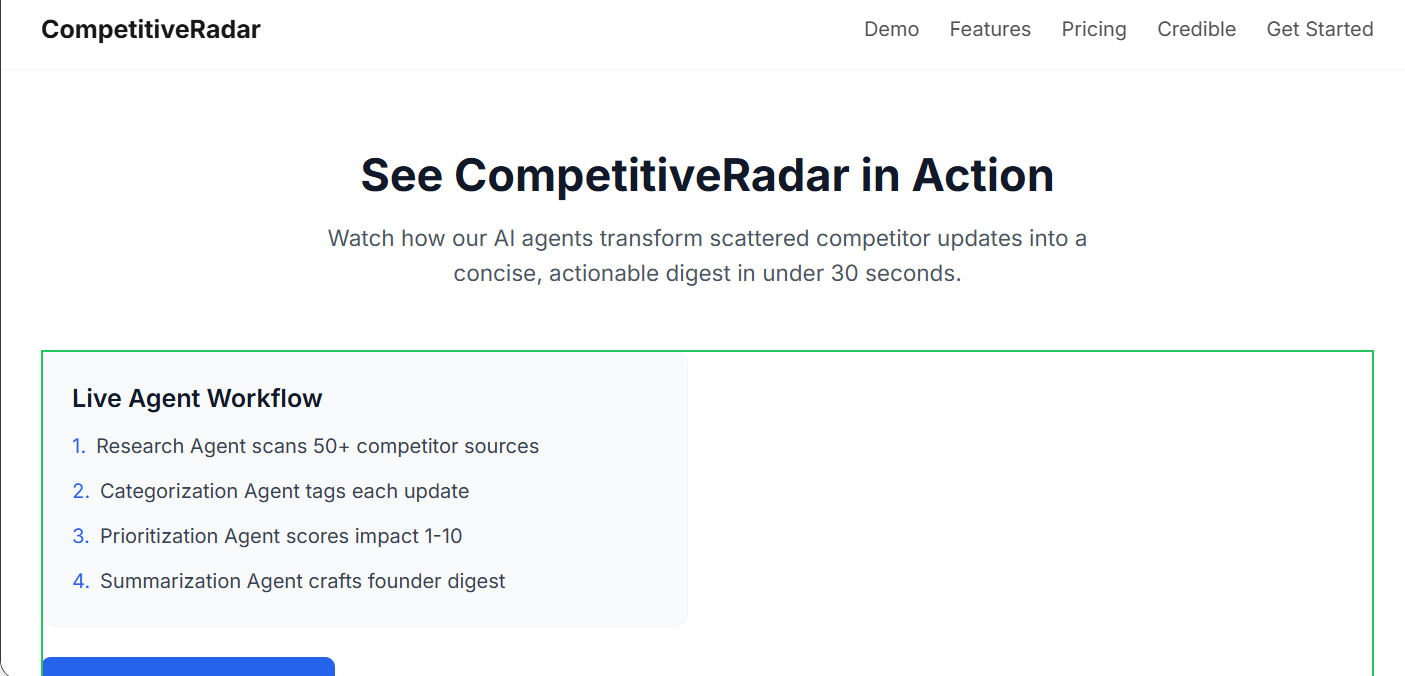 CompetitiveRadar
Demo Features Pricing Credible Get Started
See CompetitiveRadar in Action
Watch how our AI agents transform scattered competitor updates into a
concise, actionable digest in under 30 seconds.
Live Agent Workflow
1. Research Agent scans 50+ competitor sources
2. Categorization Agent tags each update
3. Prioritization Agent scores impact 1-10
4. Summarization Agent crafts founder digest